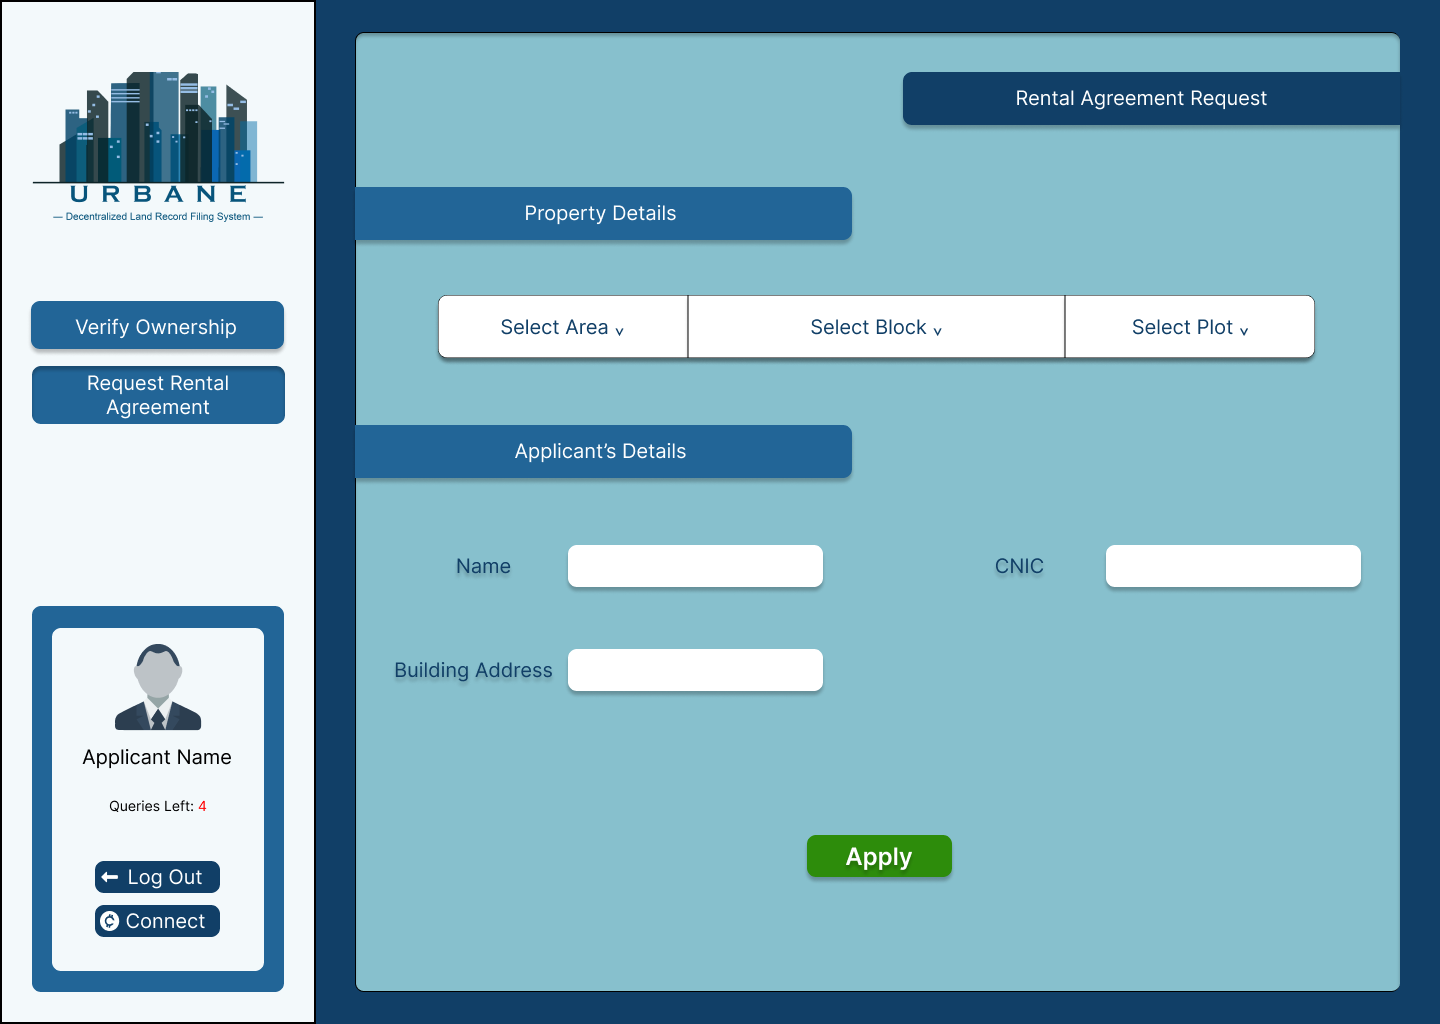 URBANE
— Decentralized Land Record Filing System —
Verify Ownership
Request Rental
Agreement
Applicant Name
Queries Left: 4
Log Out
Connect
Rental Agreement Request
Property Details
Select Area v
Select Block v
Select Plot v
Applicant’s Details
Name
CNIC
Building Address
Apply